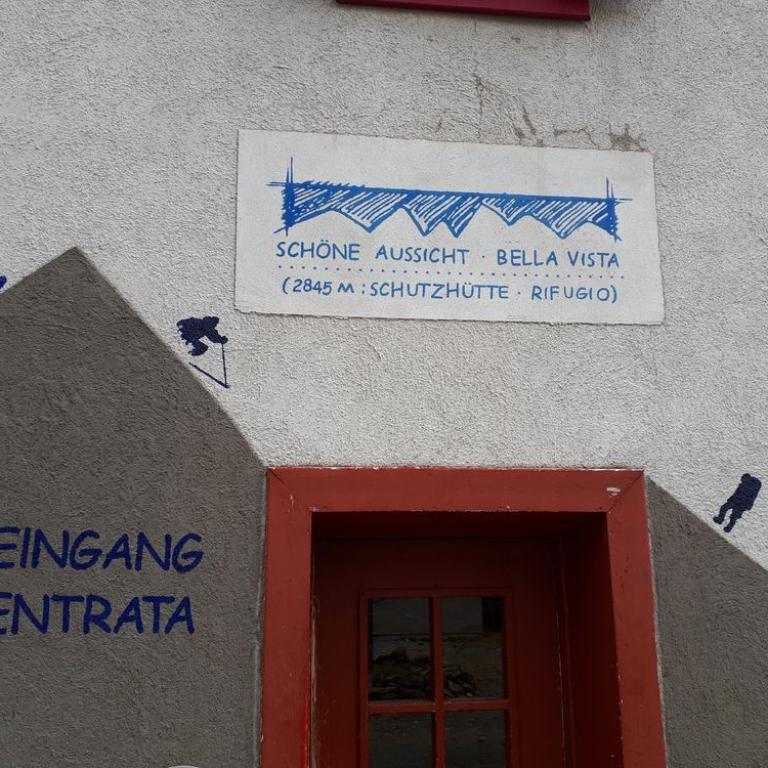 SCHÖNE AUSSICHT · BELLA VISTA
(2845 M : SCHUTZHÜTTE · RIFUGIO)
EINGANG
ENTRATA